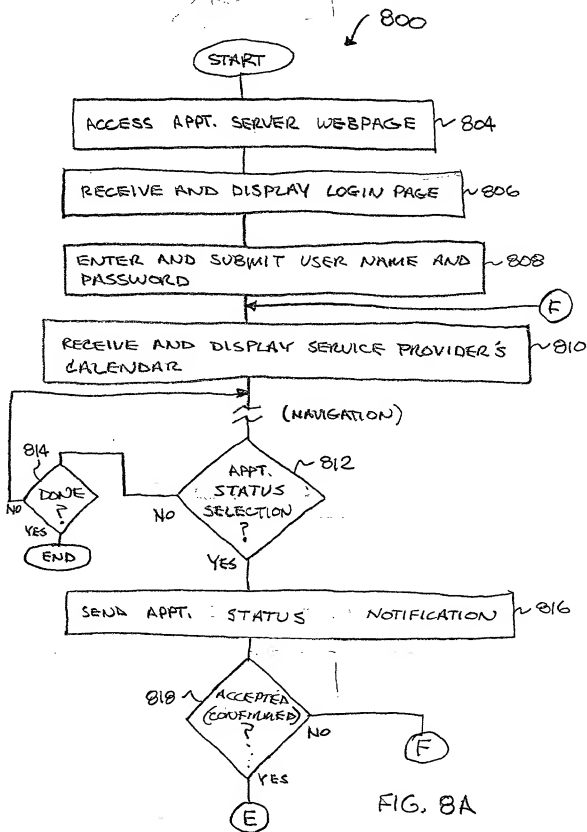 800
START
ACCESS APPT. SERVER WEBPAGE
804
RECEIVE AND DISPLAY LOGIN PAGE
806
ENTER AND SUBMIT USER NAME AND
PASSWORD
808
F
RECEIVE AND DISPLAY SERVICE PROVIDER'S
CALENDAR
810
(NAVIGATION)
814
DONE
?
NO
YES
END
812
APPT.
STATUS
SELECTION
?
NO
YES
SEND APPT. STATUS NOTIFICATION
816
818
ACCEPTED
(CONFIRMED)
?
NO
F
YES
E
FIG. 8A